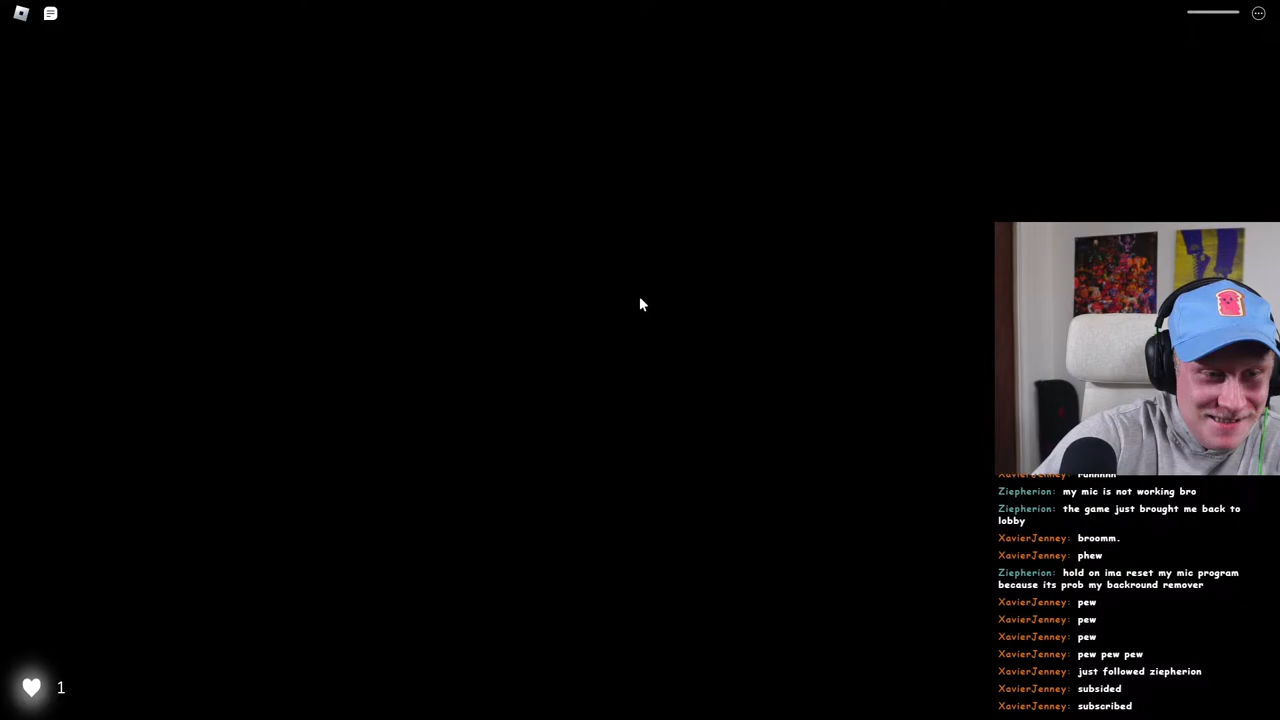 Ziepherion: my mic is not working bro
Ziepherion: the game just brought me back to
lobby
XavierJenney: broomm.
XavierJenney: phew
Ziepherion: hold on ima reset my mic program
because its prob my backround remover
XavierJenney: pew
XavierJenney: pew
XavierJenney: pew
XavierJenney: pew pew pew
XavierJenney: just followed ziepherion
XavierJenney: subsided
XavierJenney: subscribed
1